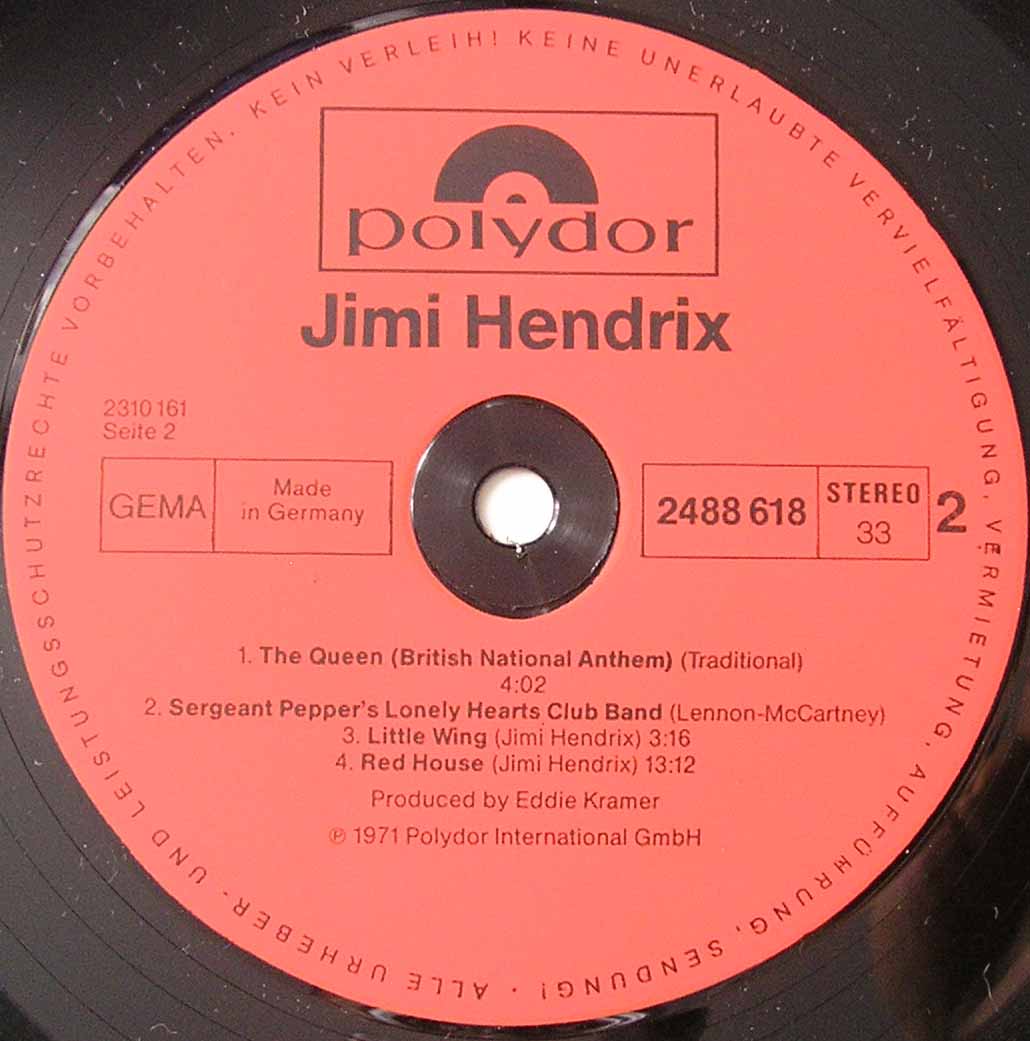 ALLE URHEBER- UND LEISTUNGSSCHUTZRECHTE VORBEHALTEN. KEIN VERLEIH! KEINE UNERLAUBTE VERVIELFÄLTIGUNG, VERMIETUNG, AUFFÜHRUNG, SENDUNG! ·
polydor
Jimi Hendrix
2310 161
Seite 2
GEMA
Made
in Germany
2488 618
STEREO
33
2
1. The Queen (British National Anthem) (Traditional)
4:02
2. Sergeant Pepper's Lonely Hearts Club Band (Lennon-McCartney)
3. Little Wing (Jimi Hendrix) 3:16
4. Red House (Jimi Hendrix) 13:12
Produced by Eddie Kramer
℗ 1971 Polydor International GmbH